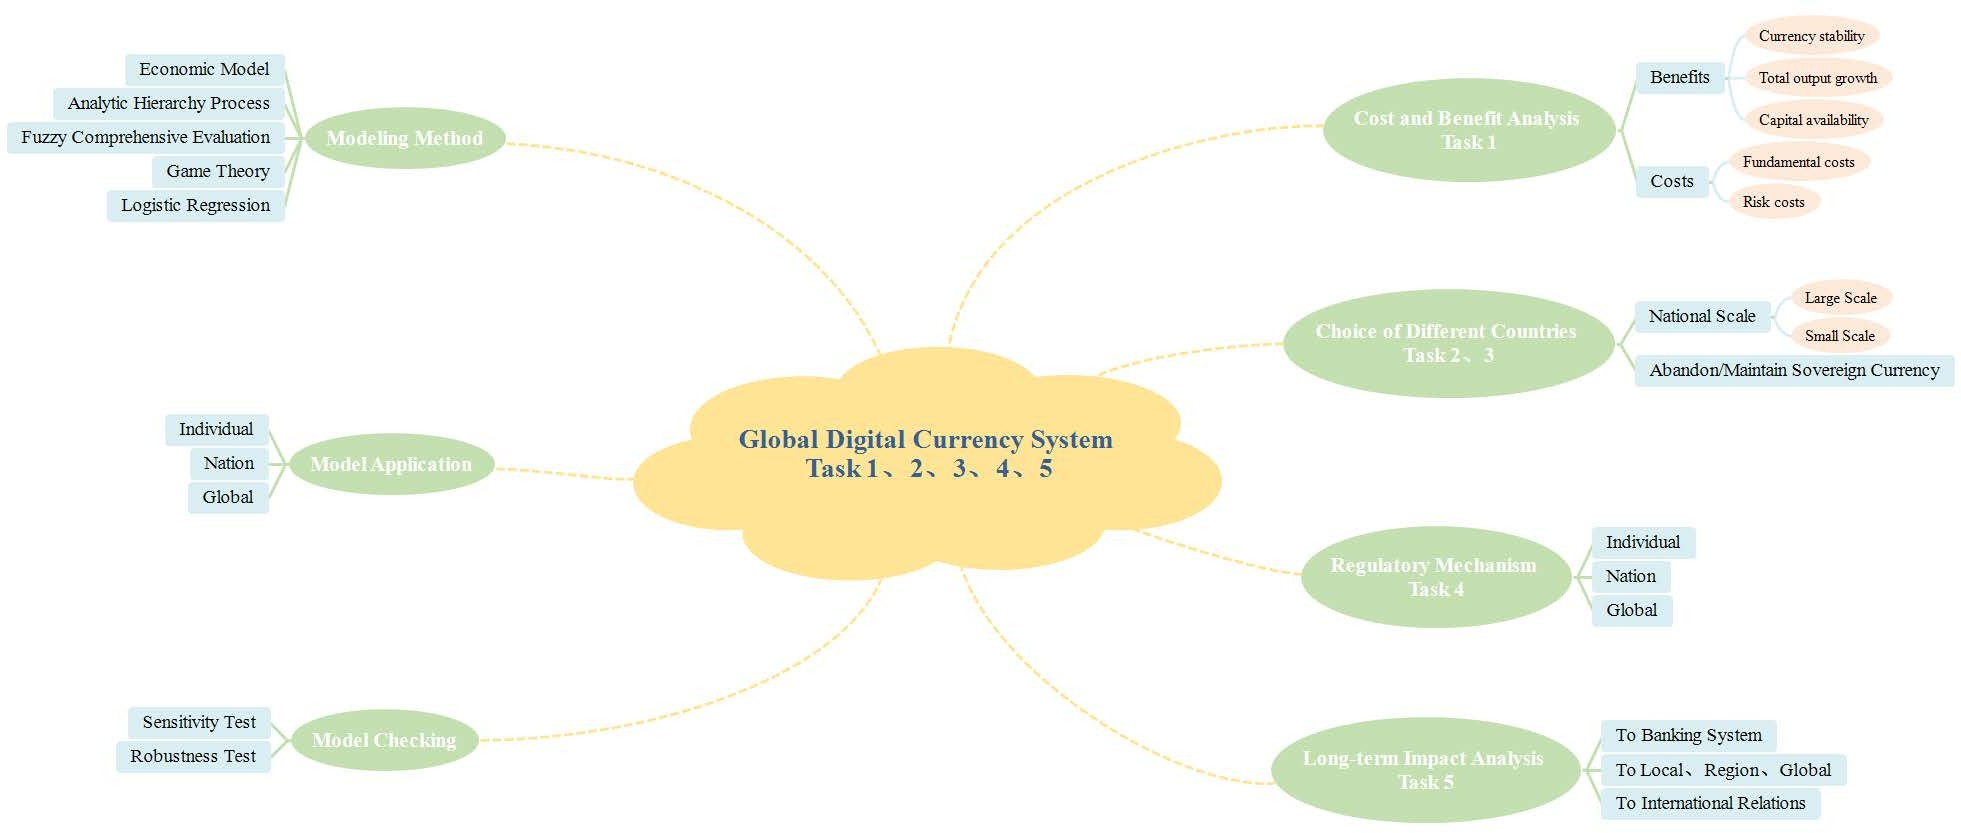 Economic Model
Analytic Hierarchy Process
Fuzzy Comprehensive Evaluation
Game Theory
Logistic Regression
Modeling Method
Individual
Nation
Global
Model Application
Sensitivity Test
Robustness Test
Model Checking
Global Digital Currency System
Task 1、2、3、4、5
Cost and Benefit Analysis
Task 1
Benefits
Currency stability
Total output growth
Capital availability
Costs
Fundamental costs
Risk costs
Choice of Different Countries
Task 2、3
National Scale
Large Scale
Small Scale
Abandon/Maintain Sovereign Currency
Regulatory Mechanism
Task 4
Individual
Nation
Global
Long-term Impact Analysis
Task 5
To Banking System
To Local、Region、Global
To International Relations